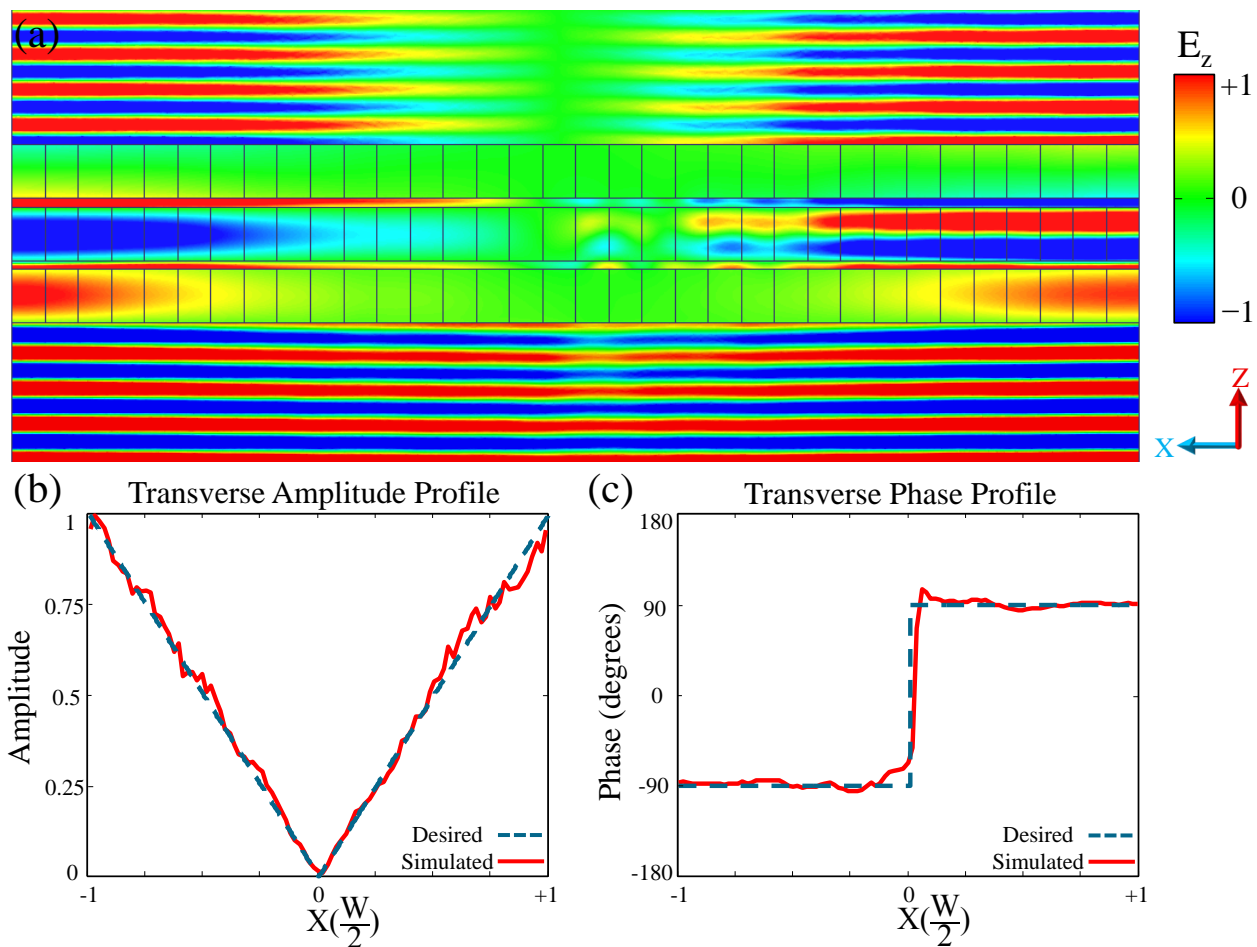 (a)
E_z
+1
0
−1
Z
X
(b)
Transverse Amplitude Profile
1
0.75
0.5
0.25
0
Amplitude
Desired
Simulated
-1
0
+1
X(W/2)
(c)
Transverse Phase Profile
180
90
0
-90
-180
Phase (degrees)
Desired
Simulated
-1
0
+1
X(W/2)